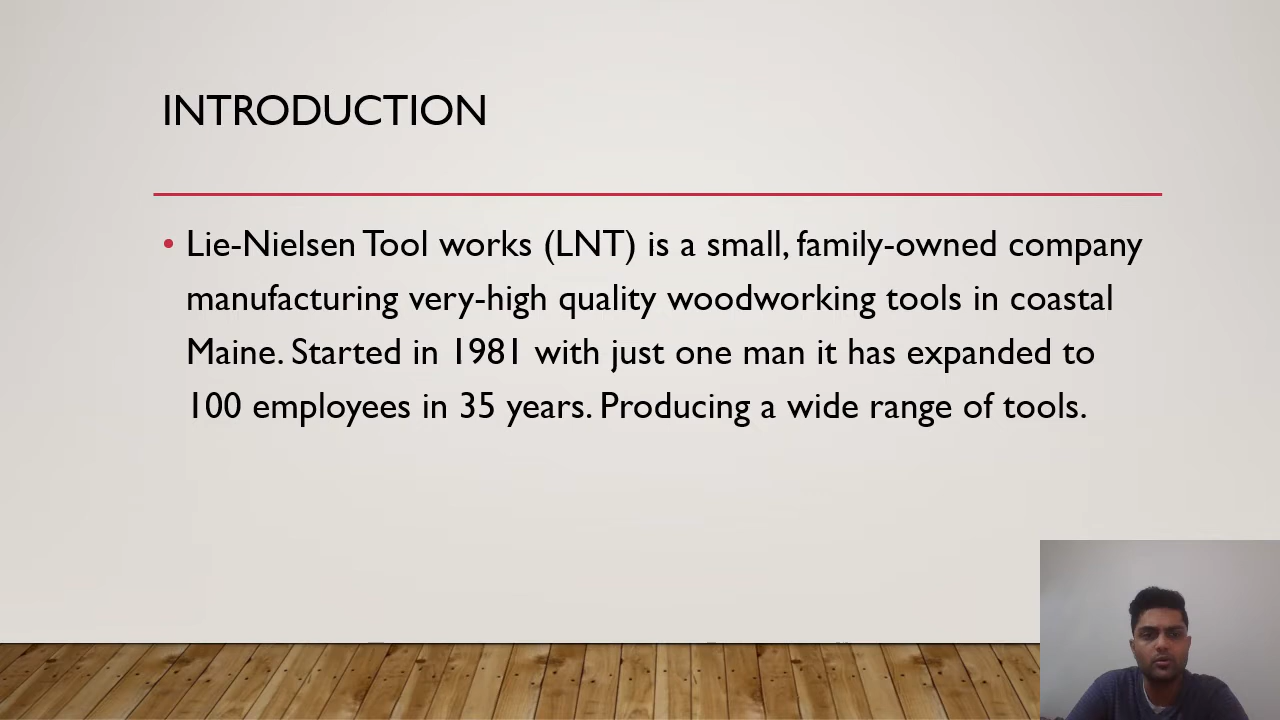 INTRODUCTION
• Lie-Nielsen Tool works (LNT) is a small, family-owned company
manufacturing very-high quality woodworking tools in coastal
Maine. Started in 1981 with just one man it has expanded to
100 employees in 35 years. Producing a wide range of tools.